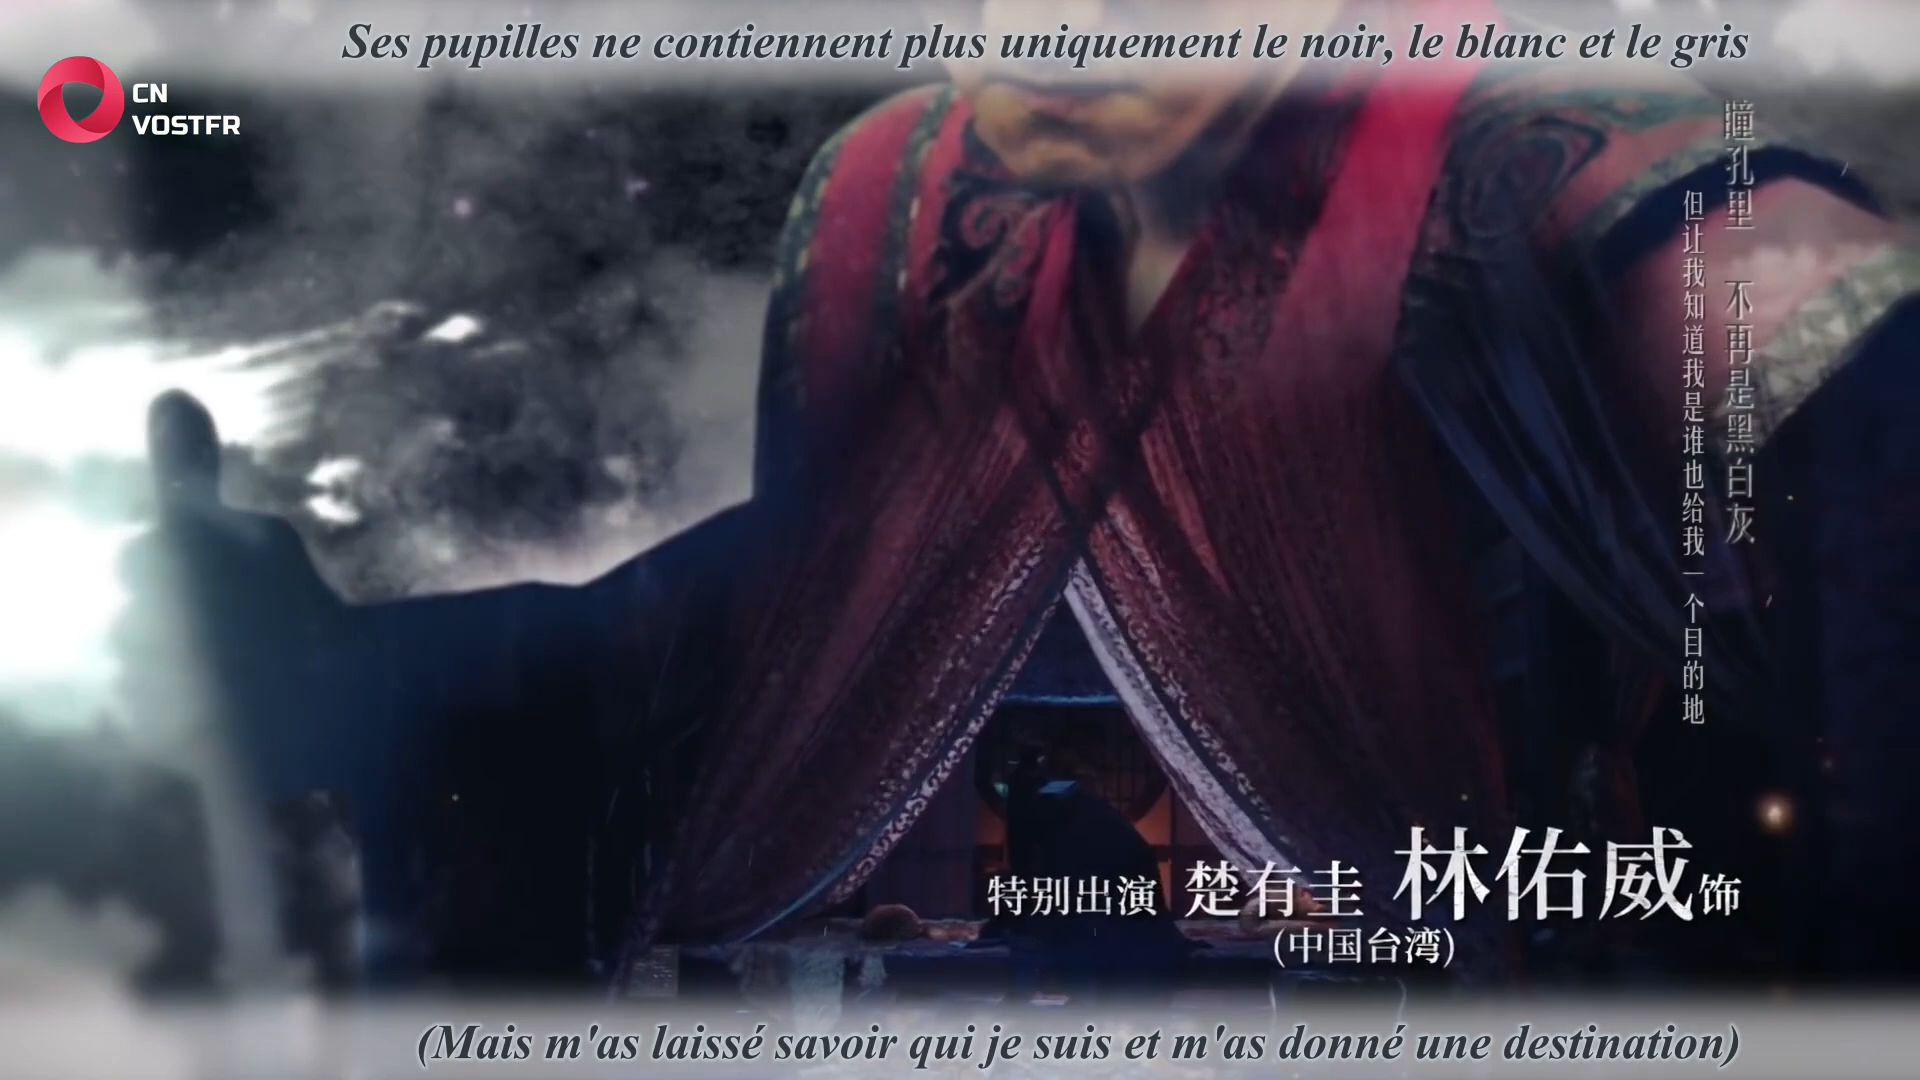 Ses pupilles ne contiennent plus uniquement le noir, le blanc et le gris
CN
VOSTFR
瞳孔里 不再是黑白灰
但让我知道我是谁也给我一个目的地
特别出演 楚有圭 林佑威饰
(中国台湾)
(Mais m'as laissé savoir qui je suis et m'as donné une destination)